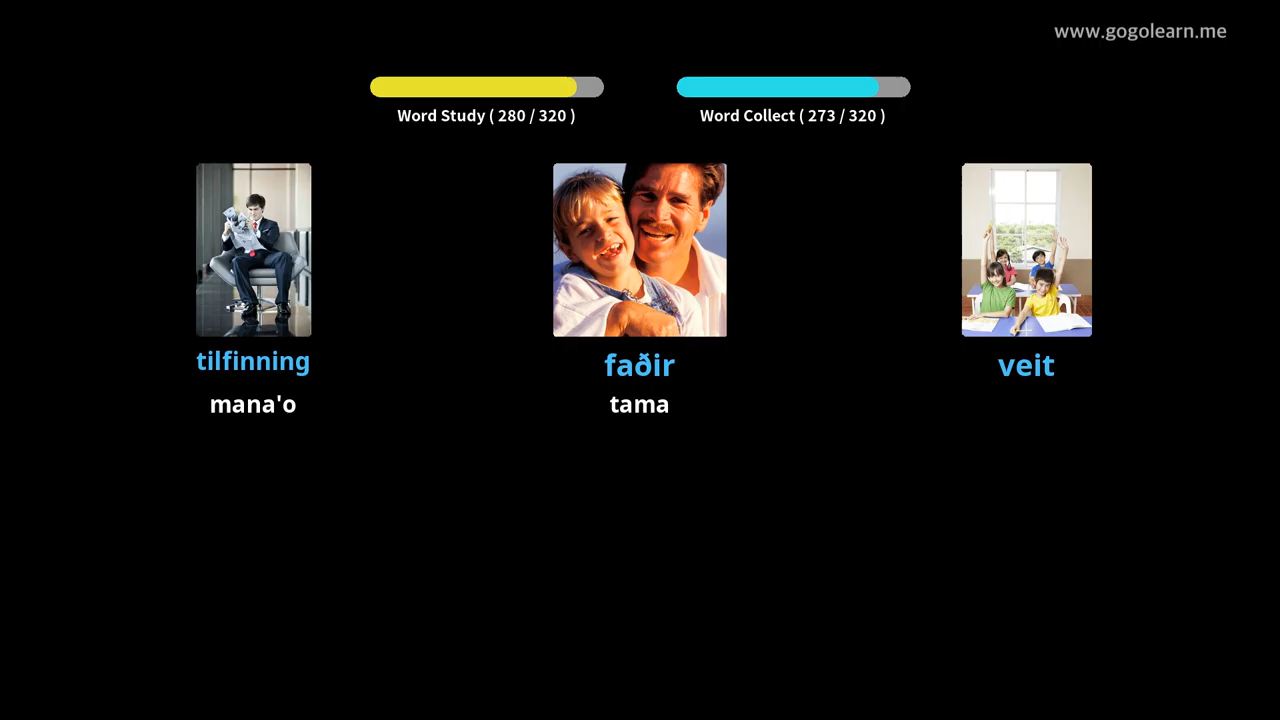 www.gogolearn.me
Word Study ( 280 / 320 )
Word Collect ( 273 / 320 )
tilfinning
faðir
veit
mana'o
tama